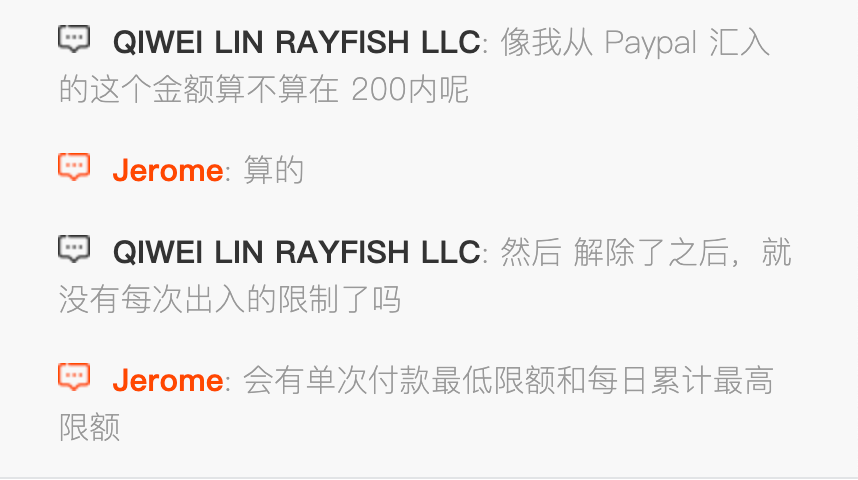 QIWEI LIN RAYFISH LLC: 像我从 Paypal 汇入
的这个金额算不算在 200内呢
Jerome: 算的
QIWEI LIN RAYFISH LLC: 然后 解除了之后，就
没有每次出入的限制了吗
Jerome: 会有单次付款最低限额和每日累计最高
限额